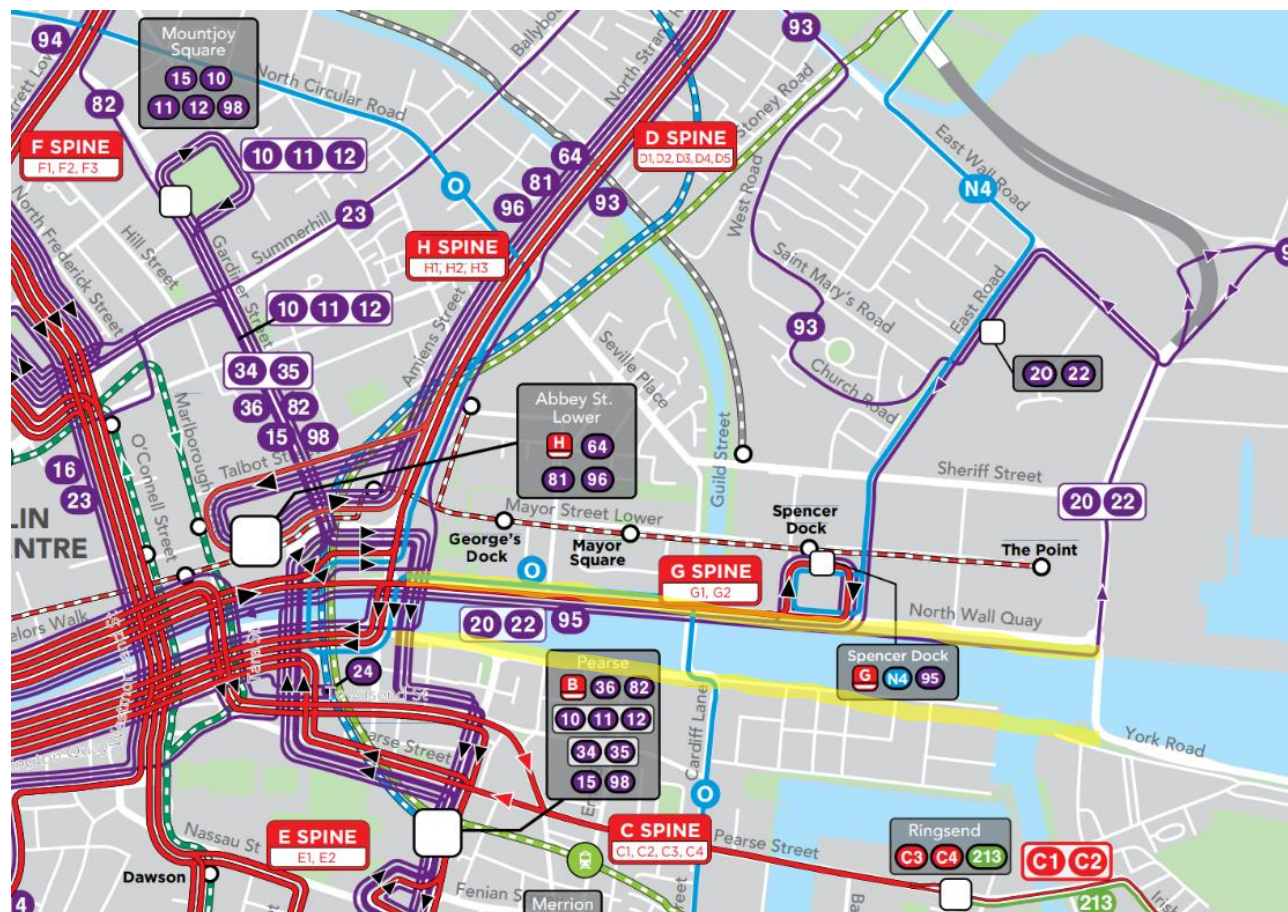 94
Mountjoy
Square
15 10
11 12 98
82
North Circular Road
North Strand
93
Stoney Road
F SPINE
F1, F2, F3
10 11 12
D SPINE
D1, D2, D3, D4, D5
64
81
96
93
O
N4
East Wall Road
West Road
Summerhill
23
North Frederick Street
Hill Street
Gardiner Street
H SPINE
H1, H2, H3
Saint Mary's Road
East Road
10 11 12
93
Amiens Street
Church Road
20 22
34 35
36 82
15 98
Seville Place
Abbey St.
Lower
H 64
81 96
Marlborough
O'Connell Street
Talbot St
Guild Street
Sheriff Street
16
23
20 22
Mayor Street Lower
George's
Dock
Mayor
Square
Spencer
Dock
The Point
O
G SPINE
G1, G2
North Wall Quay
20 22 95
Spencer Dock
G N4 95
24
Townsend St
Pearse
B 36 82
10 11 12
34 35
15 98
Cardiff Lane
York Road
O
Nassau St
E SPINE
E1, E2
C SPINE
C1, C2, C3, C4
Pearse Street
Ringsend
C3 C4 213
C1 C2
Dawson
Fenian S
Merrion
213